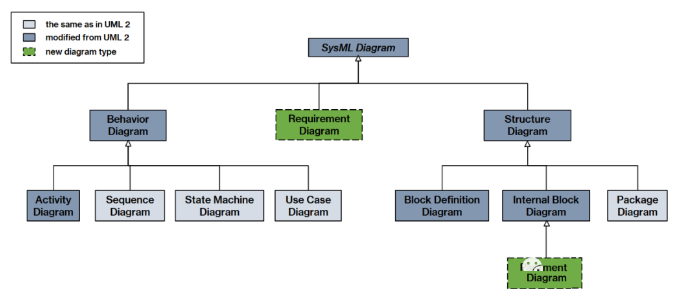 the same as in UML 2
modified from UML 2
new diagram type
SysML Diagram
Behavior
Diagram
Requirement
Diagram
Structure
Diagram
Activity
Diagram
Sequence
Diagram
State Machine
Diagram
Use Case
Diagram
Block Definition
Diagram
Internal Block
Diagram
Package
Diagram
Diagram